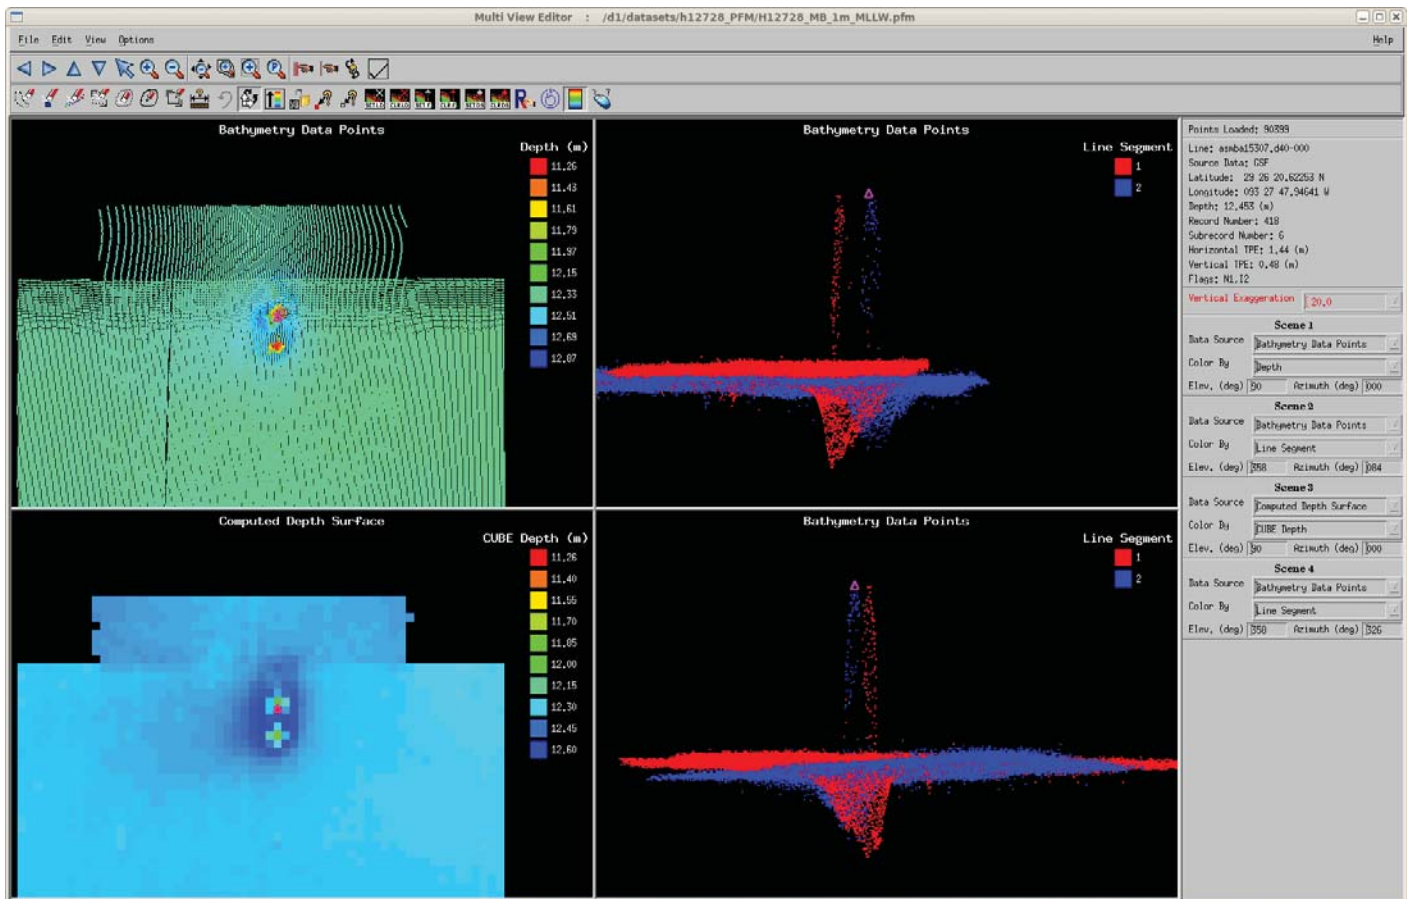 Multi View Editor : /d1/datasets/h12728_PFM/H12728_MB_1m_MLLW.pfm
File Edit View Options Help
Bathymetry Data Points
Depth (m)
11.26
11.43
11.61
11.79
11.97
12.15
12.33
12.51
12.69
12.87
Bathymetry Data Points
Line Segment
1
2
Computed Depth Surface
CUBE Depth (m)
11.26
11.40
11.55
11.70
11.85
12.00
12.15
12.30
12.45
12.60
Bathymetry Data Points
Line Segment
1
2
Points Loaded: 90399
Line: asmba15307.d40-000
Source Data: GSF
Latitude: 29 26 20.62253 N
Longitude: 093 27 47.94641 W
Depth: 12.453 (m)
Record Number: 418
Subrecord Number: 6
Horizontal TPE: 1.44 (m)
Vertical TPE: 0.48 (m)
Flags: N1,I2
Vertical Exaggeration 20.0
Scene 1
Data Source Bathymetry Data Points
Color By Depth
Elev. (deg) 90 Azimuth (deg) 000
Scene 2
Data Source Bathymetry Data Points
Color By Line Segment
Elev. (deg) 358 Azimuth (deg) 084
Scene 3
Data Source Computed Depth Surface
Color By CUBE Depth
Elev. (deg) 90 Azimuth (deg) 000
Scene 4
Data Source Bathymetry Data Points
Color By Line Segment
Elev. (deg) 358 Azimuth (deg) 326